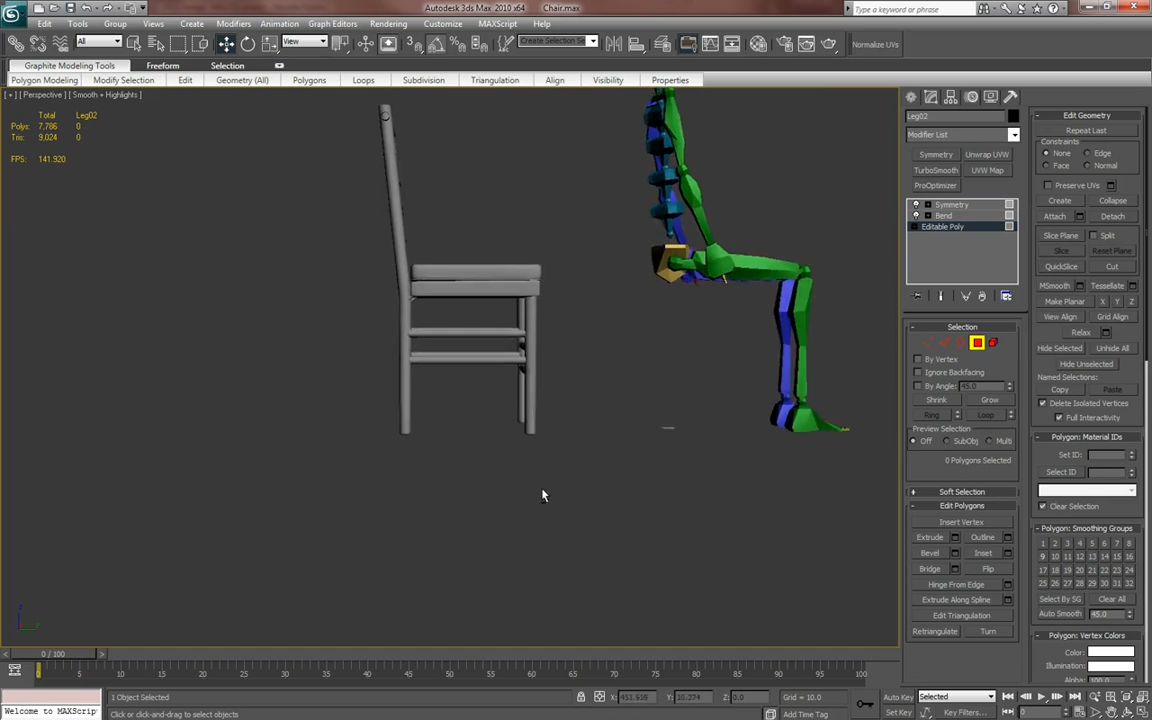 Autodesk 3ds Max 2010 x64 Chair.max
Type a keyword or phrase
Edit Tools Group Views Create Modifiers Animation Graph Editors Rendering Customize MAXScript Help
All View Create Selection Se Normalize UVs
Graphite Modeling Tools Freeform Selection
Polygon Modeling Modify Selection Edit Geometry (All) Polygons Loops Subdivision Triangulation Align Visibility Properties
[ + ] [ Perspective ] [ Smooth + Highlights ]
Total Leg02
Polys: 7,786 0
Tris: 9,024 0
FPS: 141.920
Leg02
Modifier List
Symmetry Unwrap UVW
TurboSmooth UVW Map
ProOptimizer
Symmetry
Bend
Editable Poly
Selection
By Vertex
Ignore Backfacing
By Angle: 45.0
Shrink Grow
Ring Loop
Preview Selection
Off SubObj Multi
0 Polygons Selected
Soft Selection
Edit Polygons
Insert Vertex
Extrude Outline
Bevel Inset
Bridge Flip
Hinge From Edge
Extrude Along Spline
Edit Triangulation
Retriangulate Turn
Edit Geometry
Repeat Last
Constraints
None Edge
Face Normal
Preserve UVs
Create Collapse
Attach Detach
Slice Plane Split
Slice Reset Plane
QuickSlice Cut
MSmooth Tessellate
Make Planar X Y Z
View Align Grid Align
Relax
Hide Selected Unhide All
Hide Unselected
Named Selections:
Copy Paste
Delete Isolated Vertices
Full Interactivity
Polygon: Material IDs
Set ID:
Select ID
Clear Selection
Polygon: Smoothing Groups
1 2 3 4 5 6 7 8
9 10 11 12 13 14 15 16
17 18 19 20 21 22 23 24
25 26 27 28 29 30 31 32
Select By SG Clear All
Auto Smooth 45.0
Polygon: Vertex Colors
Color:
Illumination:
Alpha: 100.0
0 / 100
0 5 10 15 20 25 30 35 40 45 50 55 60 65 70 75 80 85 90 95 100
1 Object Selected X: Y: Z: 0.0 Grid = 10.0 Auto Key Selected
Welcome to MAXScript Click or click-and-drag to select objects Add Time Tag Set Key Key Filters... 0